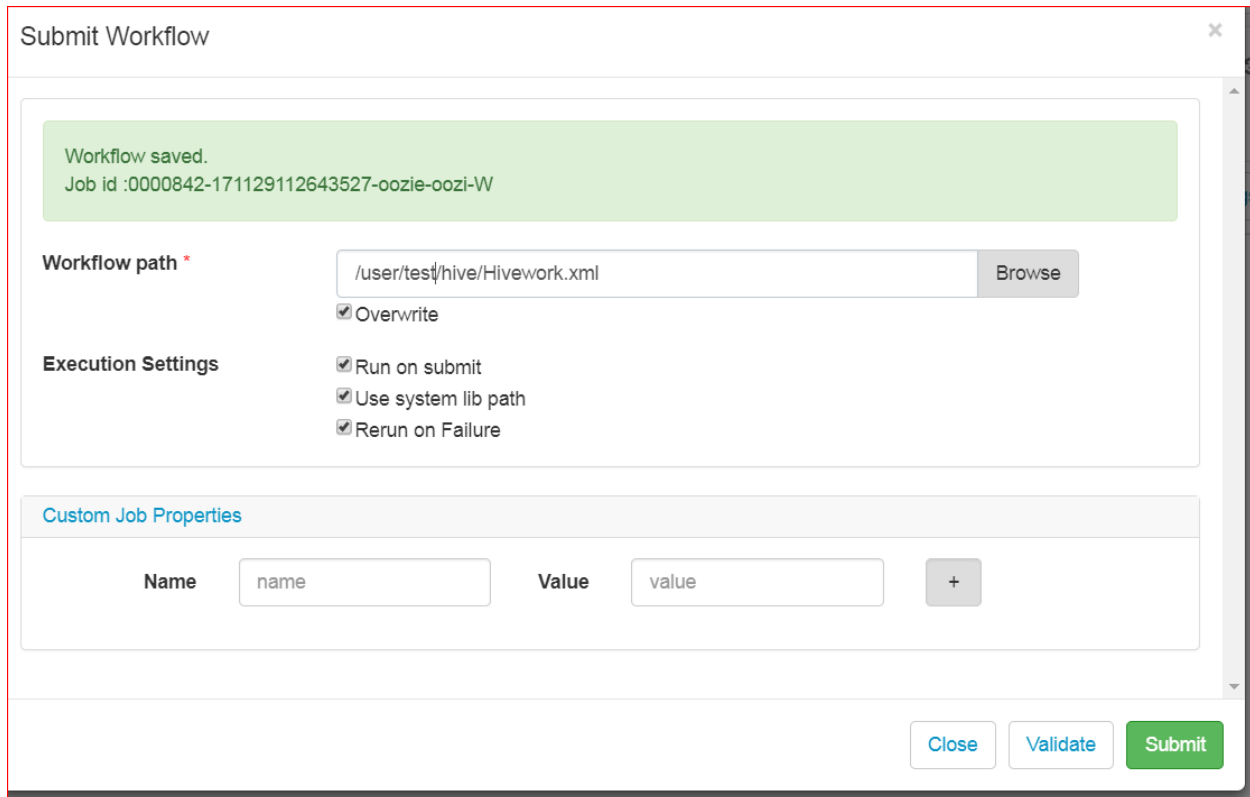 Submit Workflow
×
Workflow saved.
Job id :0000842-171129112643527-oozie-oozi-W
Workflow path *
/user/test/hive/Hivework.xml
Browse
Overwrite
Execution Settings
Run on submit
Use system lib path
Rerun on Failure
Custom Job Properties
Name name Value value +
Close Validate Submit